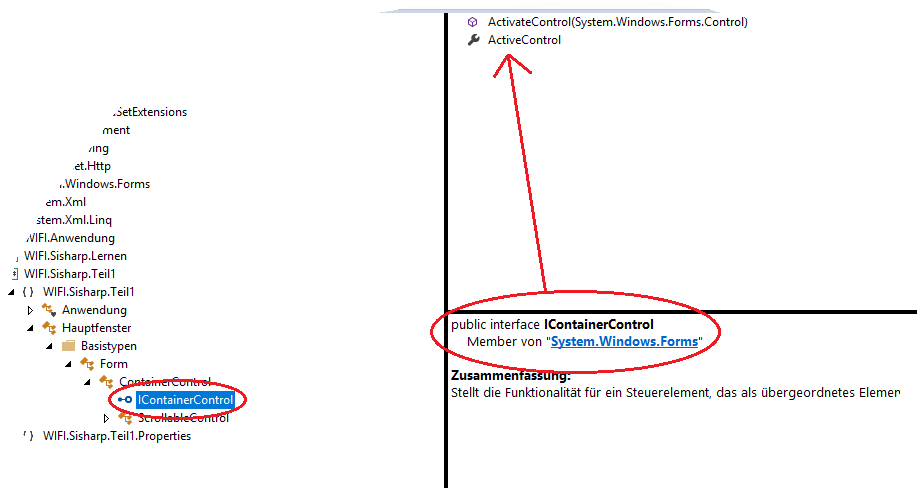 ActivateControl(System.Windows.Forms.Control)
ActiveControl
SetExtensions
ment
ing
et.Http
.Windows.Forms
em.Xml
stem.Xml.Linq
WIFI.Anwendung
WIFI.Sisharp.Lernen
WIFI.Sisharp.Teil1
{ } WIFI.Sisharp.Teil1
Anwendung
Hauptfenster
Basistypen
Form
ContainerControl
IContainerControl
ScrollableControl
{ } WIFI.Sisharp.Teil1.Properties
public interface IContainerControl
Member von "System.Windows.Forms"
Zusammenfassung:
Stellt die Funktionalität für ein Steuerelement, das als übergeordnetes Elemen